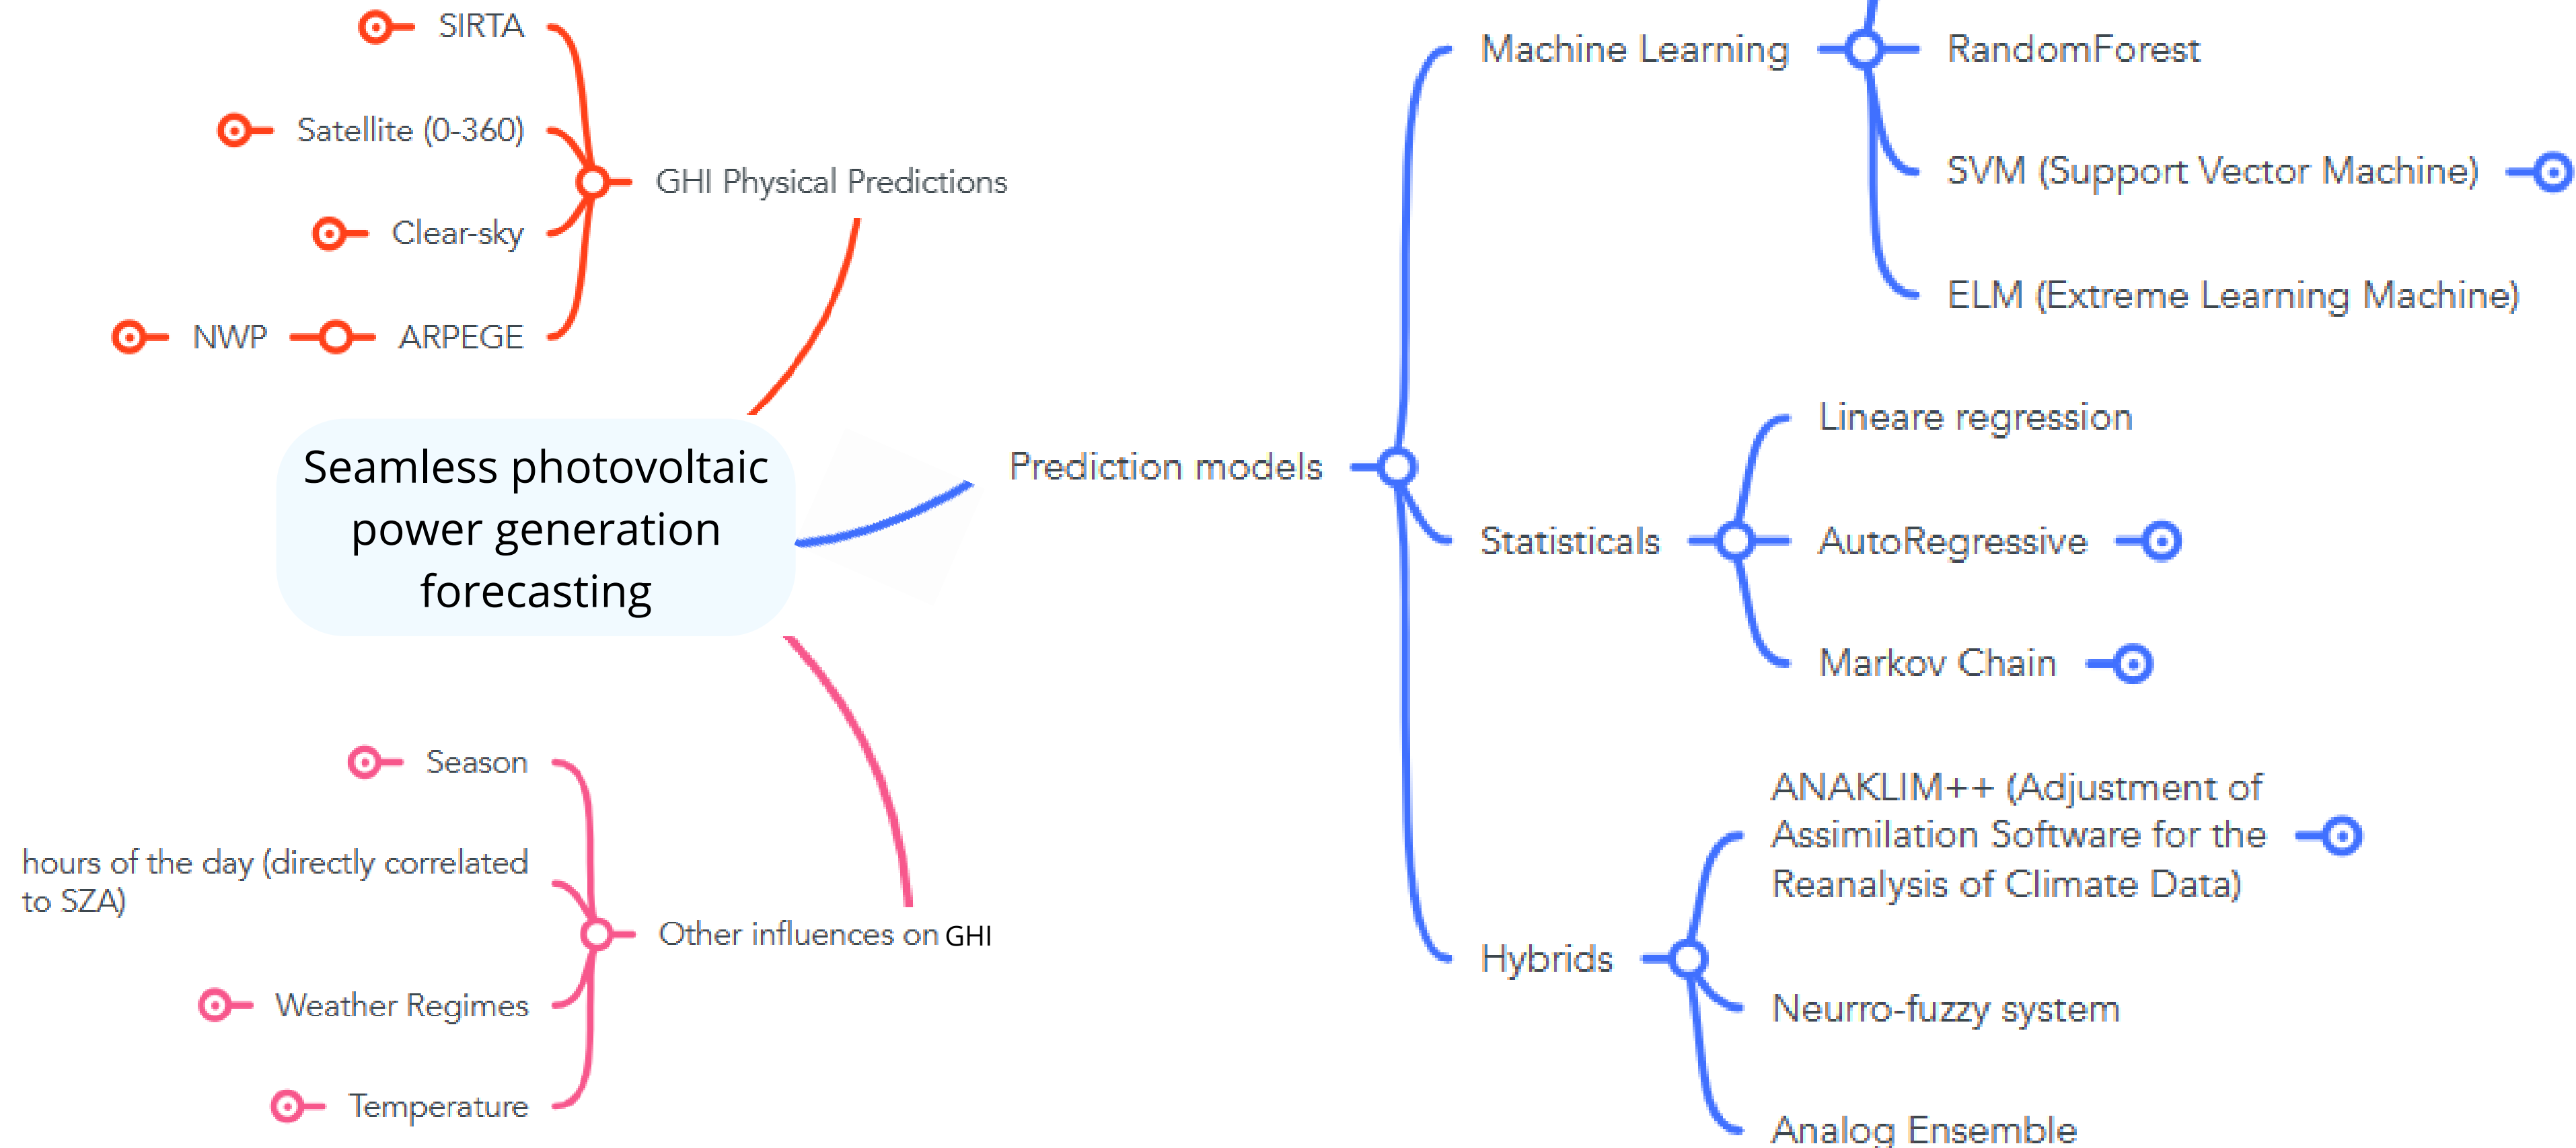 SIRTA
Satellite (0-360)
GHI Physical Predictions
Clear-sky
NWP
ARPEGE
Seamless photovoltaic
power generation
forecasting
Season
hours of the day (directly correlated
to SZA)
Other influences on GHI
Weather Regimes
Temperature
Prediction models
Machine Learning
RandomForest
SVM (Support Vector Machine)
ELM (Extreme Learning Machine)
Statisticals
Lineare regression
AutoRegressive
Markov Chain
Hybrids
ANAKLIM++ (Adjustment of
Assimilation Software for the
Reanalysis of Climate Data)
Neurro-fuzzy system
Analog Ensemble